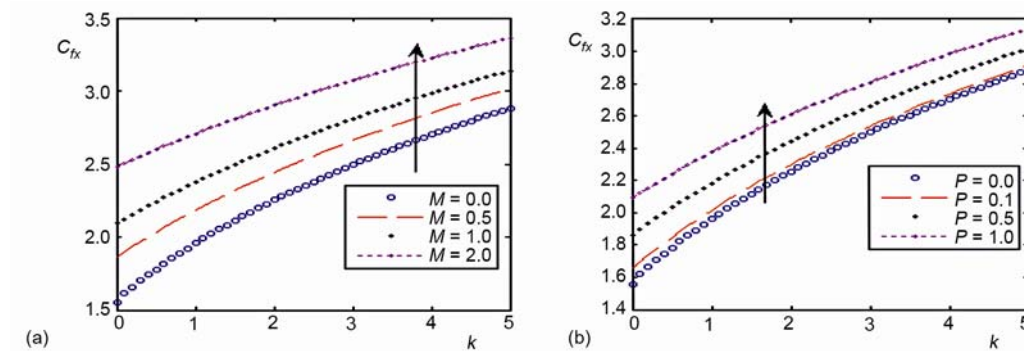 3.5
C_fx
3.0
2.5
2.0
1.5
0 1 2 3 4 5
k
M = 0.0
M = 0.5
M = 1.0
M = 2.0
(a)
3.2
C_fx
3.0
2.8
2.6
2.4
2.2
2.0
1.8
1.6
1.4
0 1 2 3 4 5
k
P = 0.0
P = 0.1
P = 0.5
P = 1.0
(b)